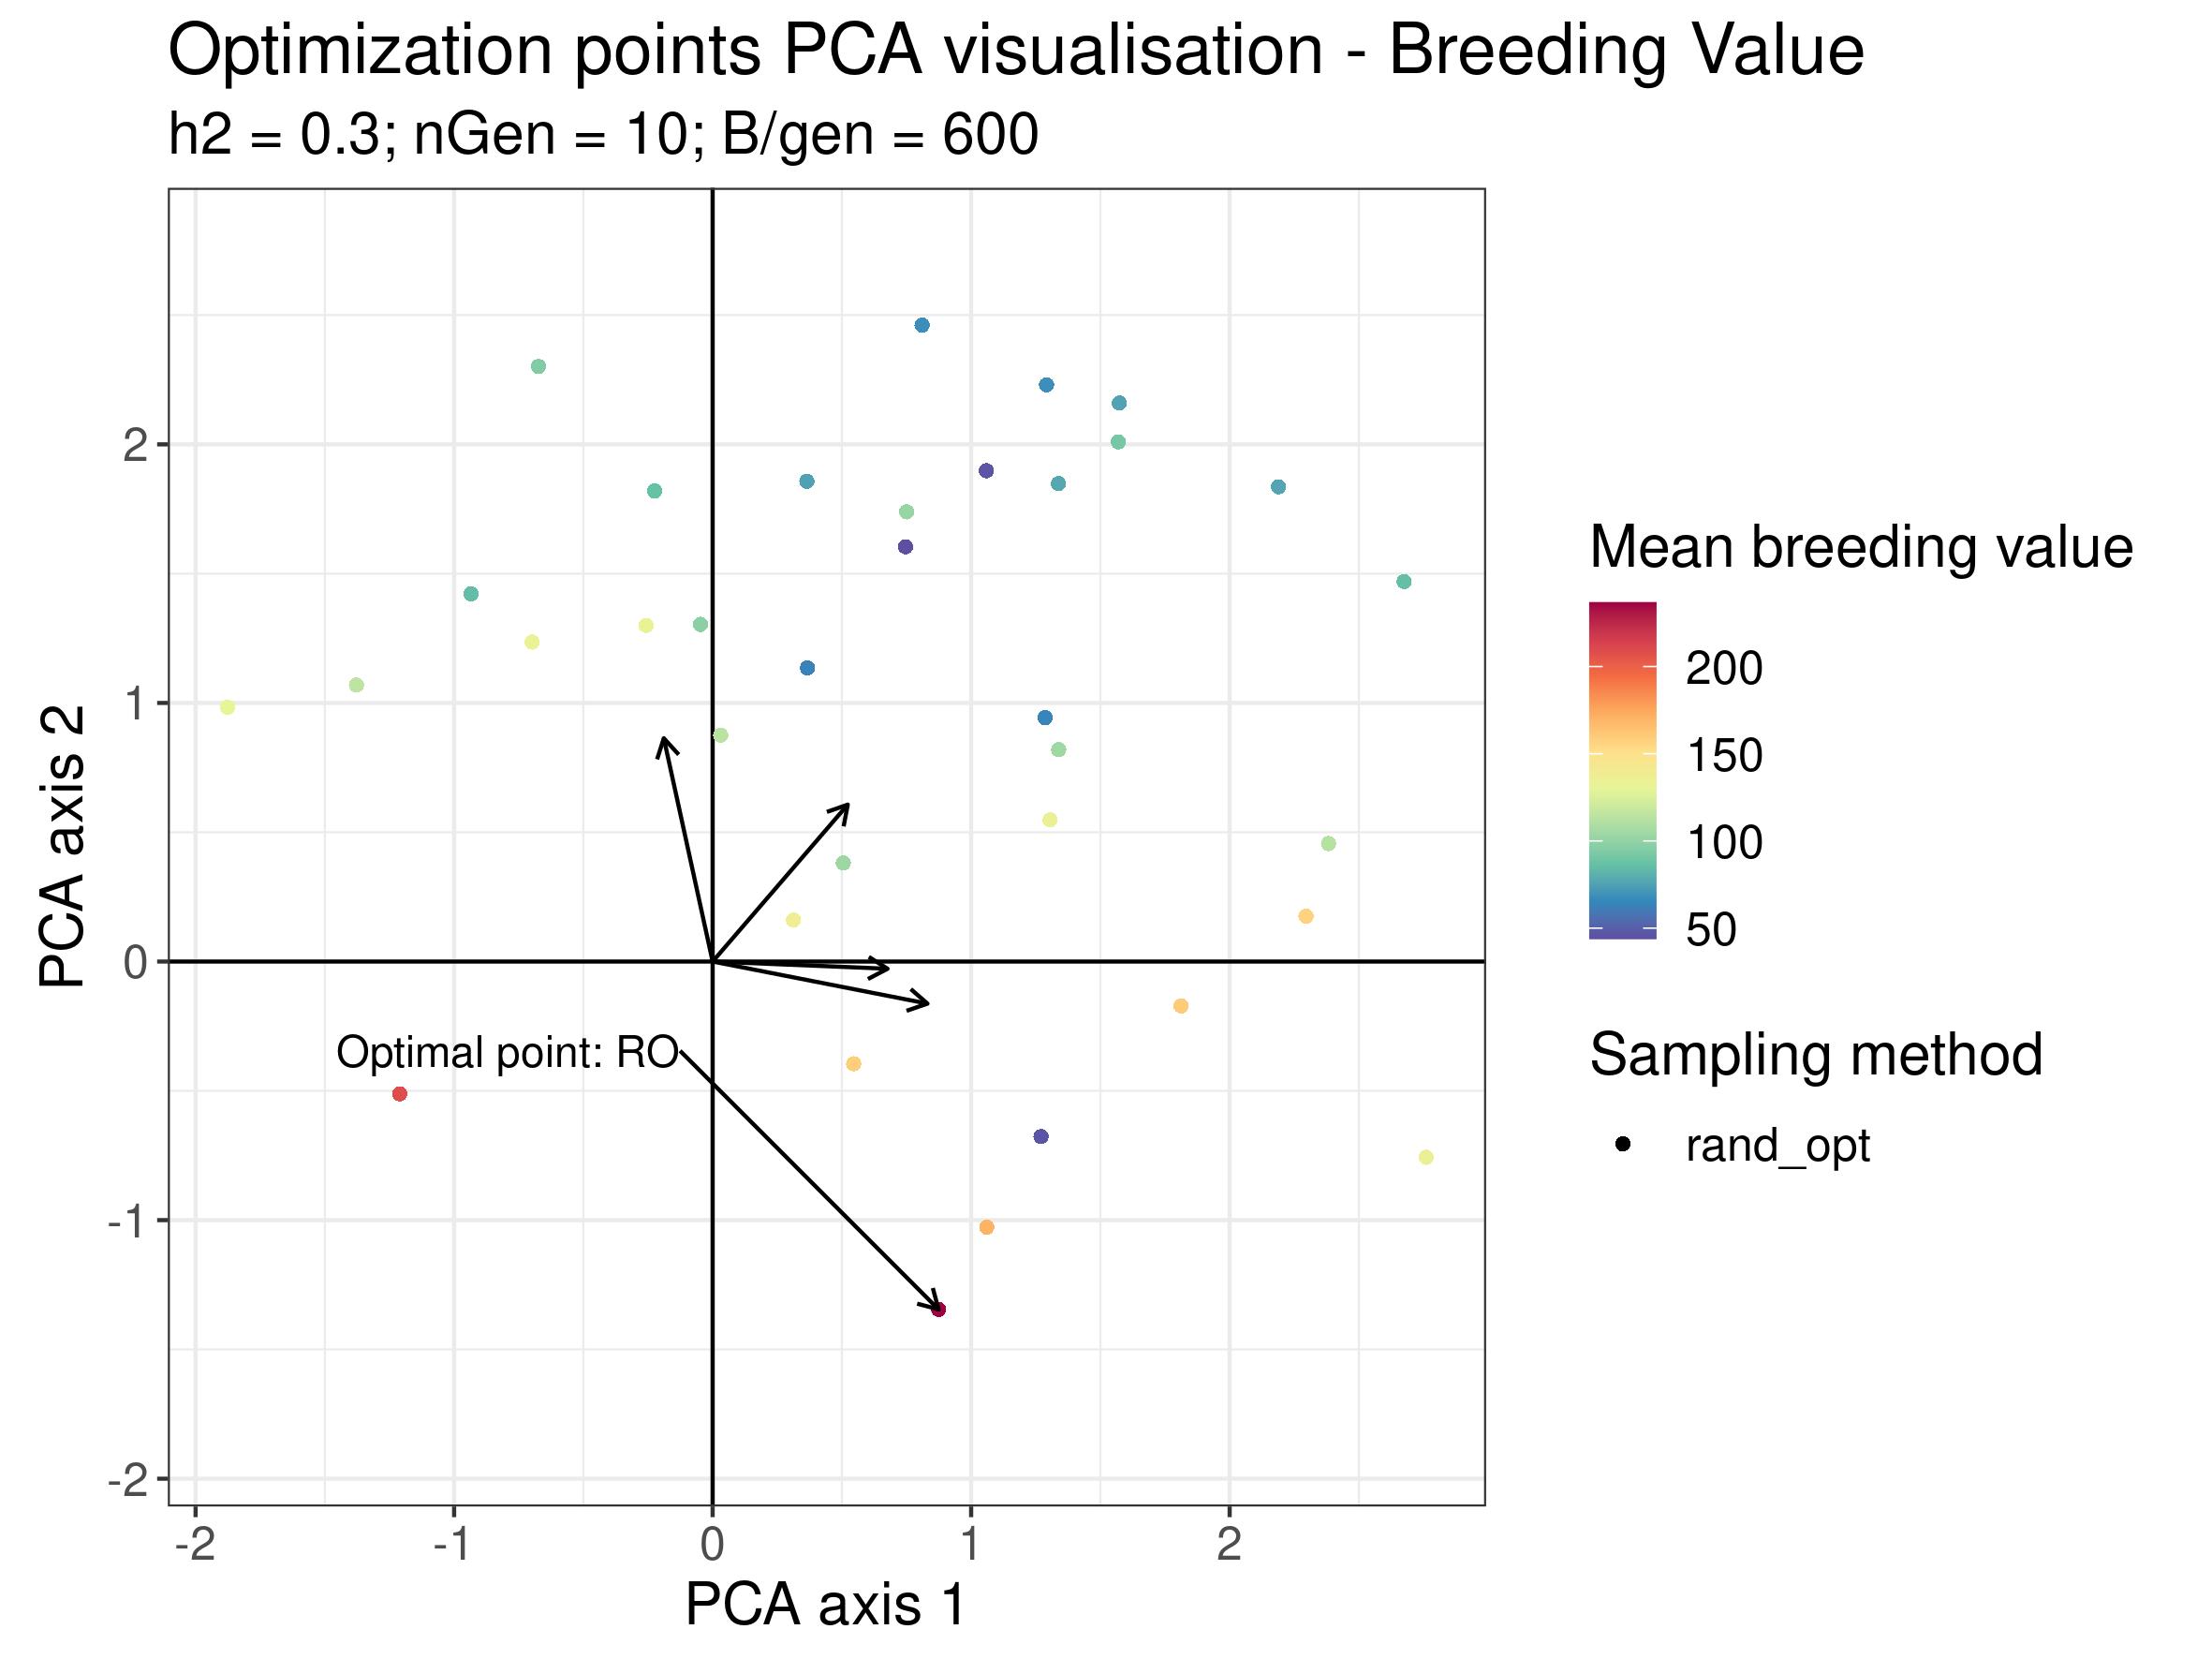 Optimization points PCA visualisation - Breeding Value
h2 = 0.3; nGen = 10; B/gen = 600
2
1
0
-1
-2
PCA axis 2
Optimal point: RO
-2 -1 0 1 2
PCA axis 1
Mean breeding value
200
150
100
50
Sampling method
rand_opt